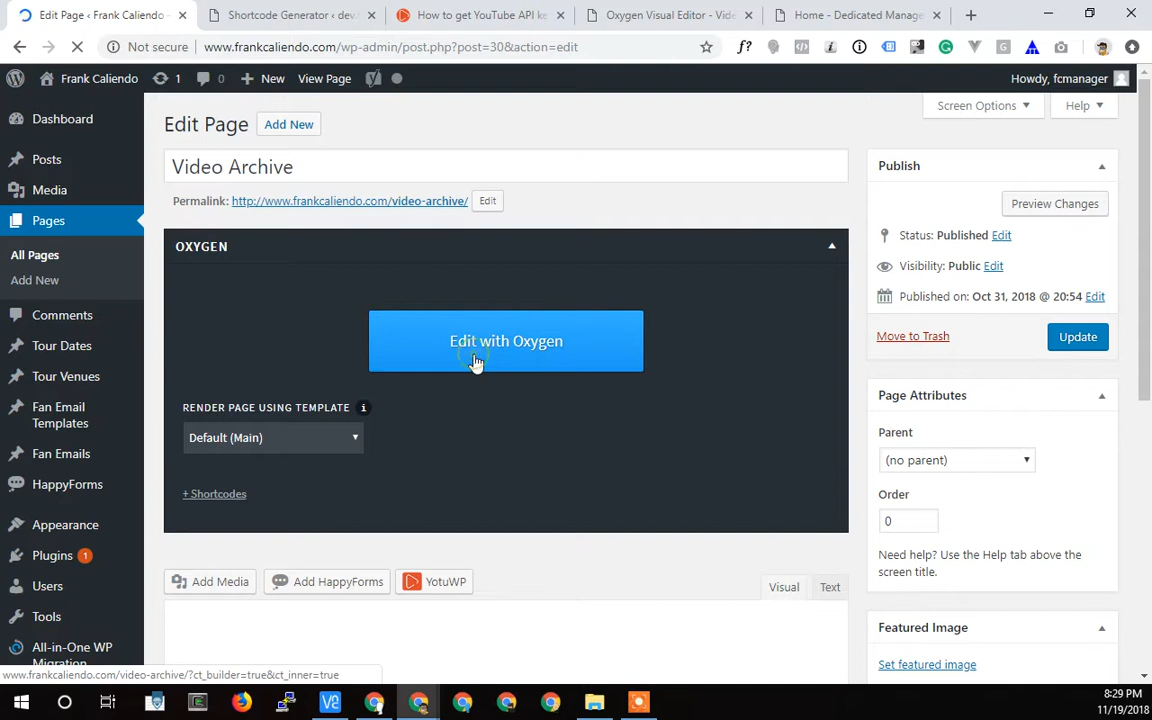 Edit Page ‹ Frank Caliendo
Shortcode Generator ‹ dev.
How to get YouTube API ke
Oxygen Visual Editor - Vide
Home - Dedicated Manage
Not secure
www.frankcaliendo.com/wp-admin/post.php?post=30&action=edit
f?
Frank Caliendo
1
0
New
View Page
Howdy, fcmanager
Screen Options
Help
Dashboard
Posts
Media
Pages
All Pages
Add New
Comments
Tour Dates
Tour Venues
Fan Email
Templates
Fan Emails
HappyForms
Appearance
Plugins 1
Users
Tools
All-in-One WP
Migration
Edit Page
Add New
Video Archive
Permalink: http://www.frankcaliendo.com/video-archive/
Edit
OXYGEN
Edit with Oxygen
RENDER PAGE USING TEMPLATE i
Default (Main)
+ Shortcodes
Add Media
Add HappyForms
YotuWP
Visual
Text
Publish
Preview Changes
Status: Published Edit
Visibility: Public Edit
Published on: Oct 31, 2018 @ 20:54 Edit
Move to Trash
Update
Page Attributes
Parent
(no parent)
Order
0
Need help? Use the Help tab above the
screen title.
Featured Image
Set featured image
www.frankcaliendo.com/video-archive/?ct_builder=true&ct_inner=true
8:29 PM
11/19/2018